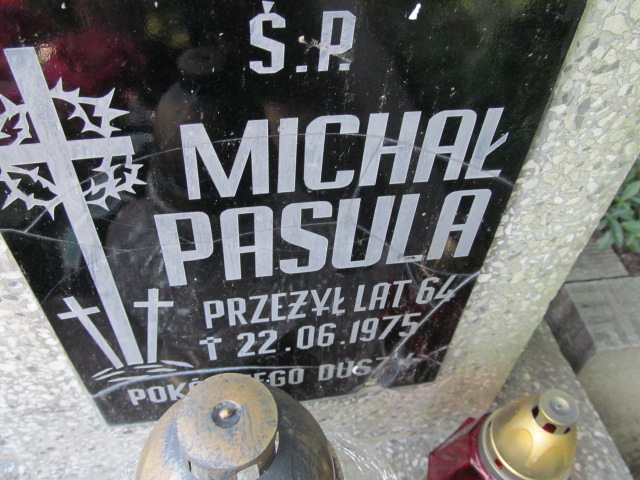 Ś.P.
MICHAŁ
PASULA
PRZEŻYŁ LAT 64
† 22.06.1975